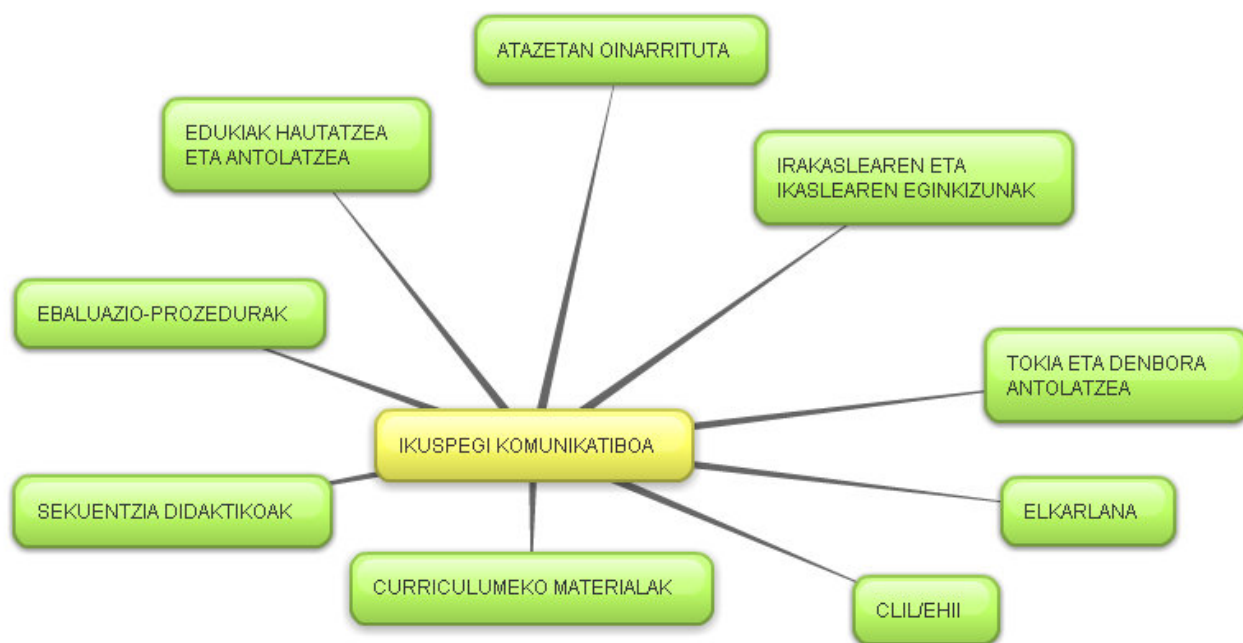 ATAZETAN OINARRITUTA
EDUKIAK HAUTATZEA
ETA ANTOLATZEA
IRAKASLEAREN ETA
IKASLEAREN EGINKIZUNAK
EBALUAZIO-PROZEDURAK
TOKIA ETA DENBORA
ANTOLATZEA
IKUSPEGI KOMUNIKATIBOA
SEKUENTZIA DIDAKTIKOAK
ELKARLANA
CURRICULUMEKO MATERIALAK
CLIL/EHII